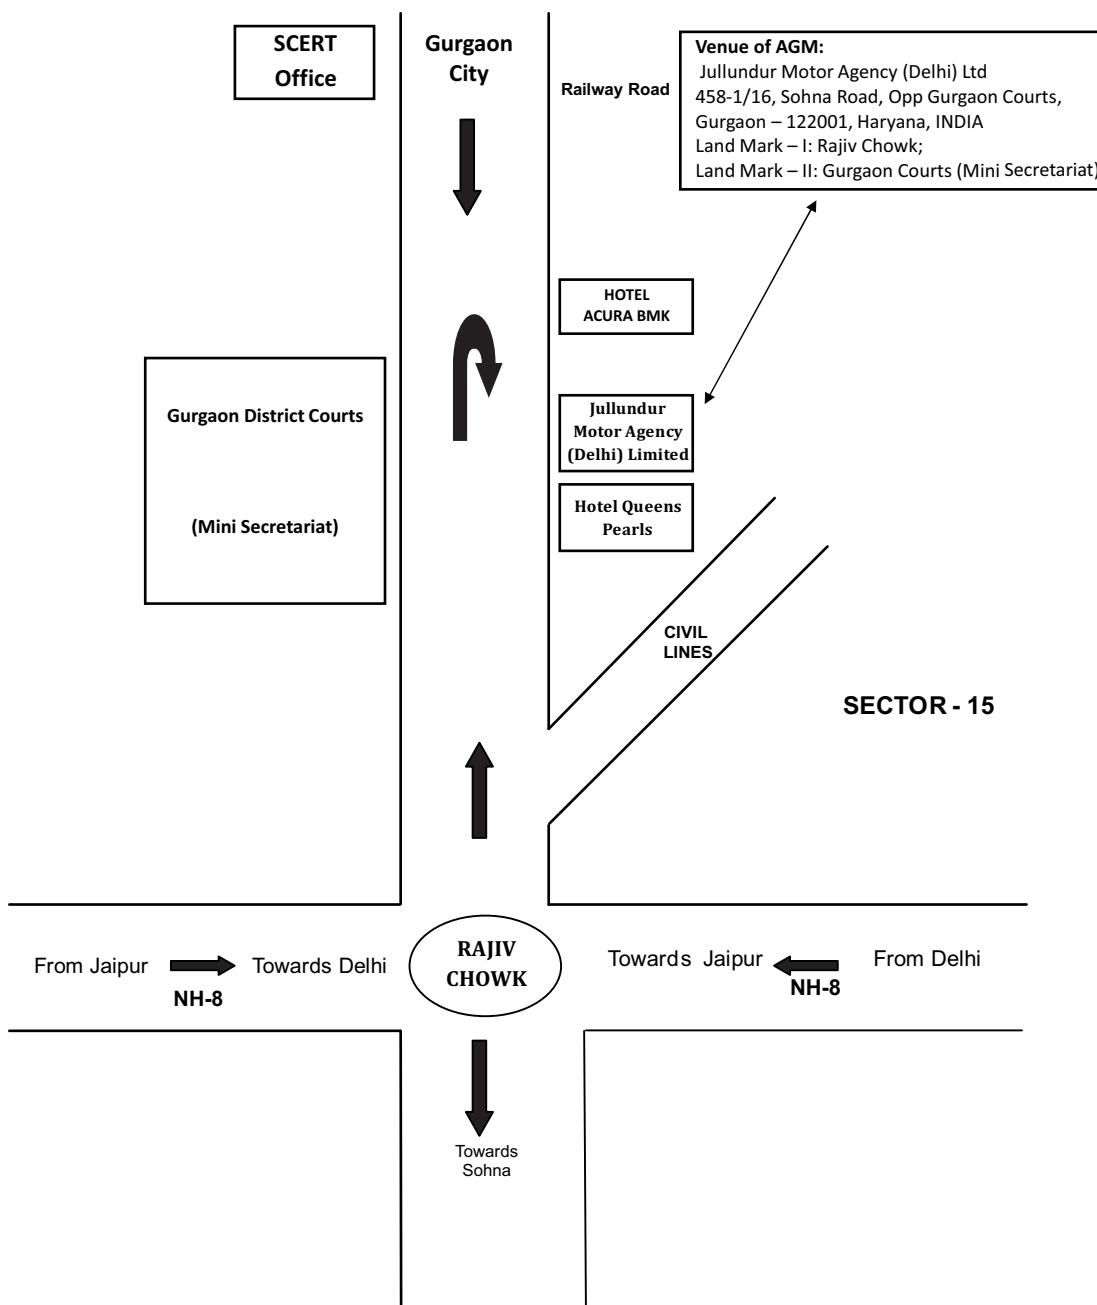 SCERT
Office
Gurgaon
City
Railway Road
Venue of AGM:
Jullundur Motor Agency (Delhi) Ltd
458-1/16, Sohna Road, Opp Gurgaon Courts,
Gurgaon – 122001, Haryana, INDIA
Land Mark – I: Rajiv Chowk;
Land Mark – II: Gurgaon Courts (Mini Secretariat)
HOTEL
ACURA BMK
Gurgaon District Courts
(Mini Secretariat)
Jullundur
Motor Agency
(Delhi) Limited
Hotel Queens
Pearls
CIVIL
LINES
SECTOR - 15
From Jaipur
Towards Delhi
NH-8
RAJIV
CHOWK
Towards Jaipur
From Delhi
NH-8
Towards
Sohna